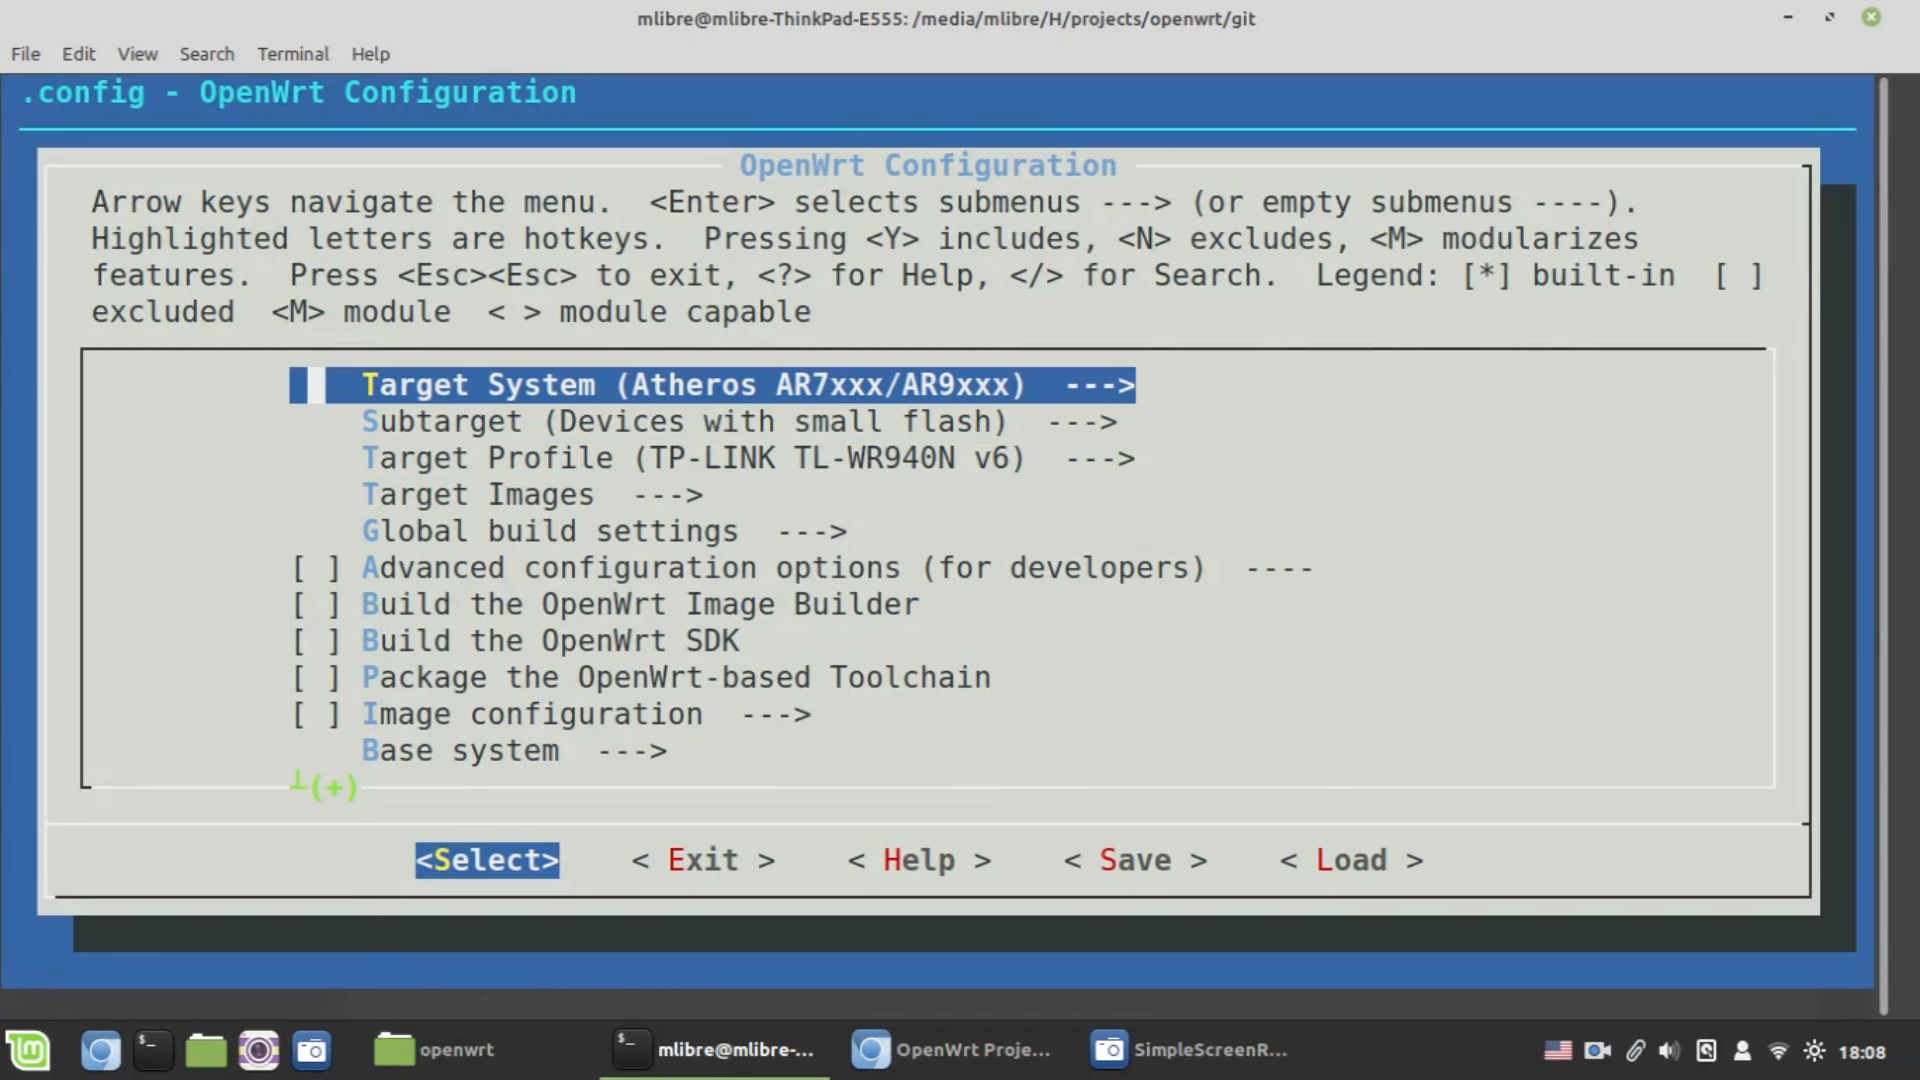 mlibre@mlibre-ThinkPad-E555: /media/mlibre/H/projects/openwrt/git
File Edit View Search Terminal Help
.config - OpenWrt Configuration
OpenWrt Configuration
Arrow keys navigate the menu.  <Enter> selects submenus ---> (or empty submenus ----).
Highlighted letters are hotkeys.  Pressing <Y> includes, <N> excludes, <M> modularizes
features.  Press <Esc><Esc> to exit, <?> for Help, </> for Search.  Legend: [*] built-in  [ ]
excluded  <M> module  < > module capable
Target System (Atheros AR7xxx/AR9xxx)  --->
Subtarget (Devices with small flash)  --->
Target Profile (TP-LINK TL-WR940N v6)  --->
Target Images  --->
Global build settings  --->
[ ] Advanced configuration options (for developers)  ----
[ ] Build the OpenWrt Image Builder
[ ] Build the OpenWrt SDK
[ ] Package the OpenWrt-based Toolchain
[ ] Image configuration  --->
Base system  --->
┴(+)
<Select> < Exit > < Help > < Save > < Load >
openwrt mlibre@mlibre-... OpenWrt Proje... SimpleScreenR... 18:08